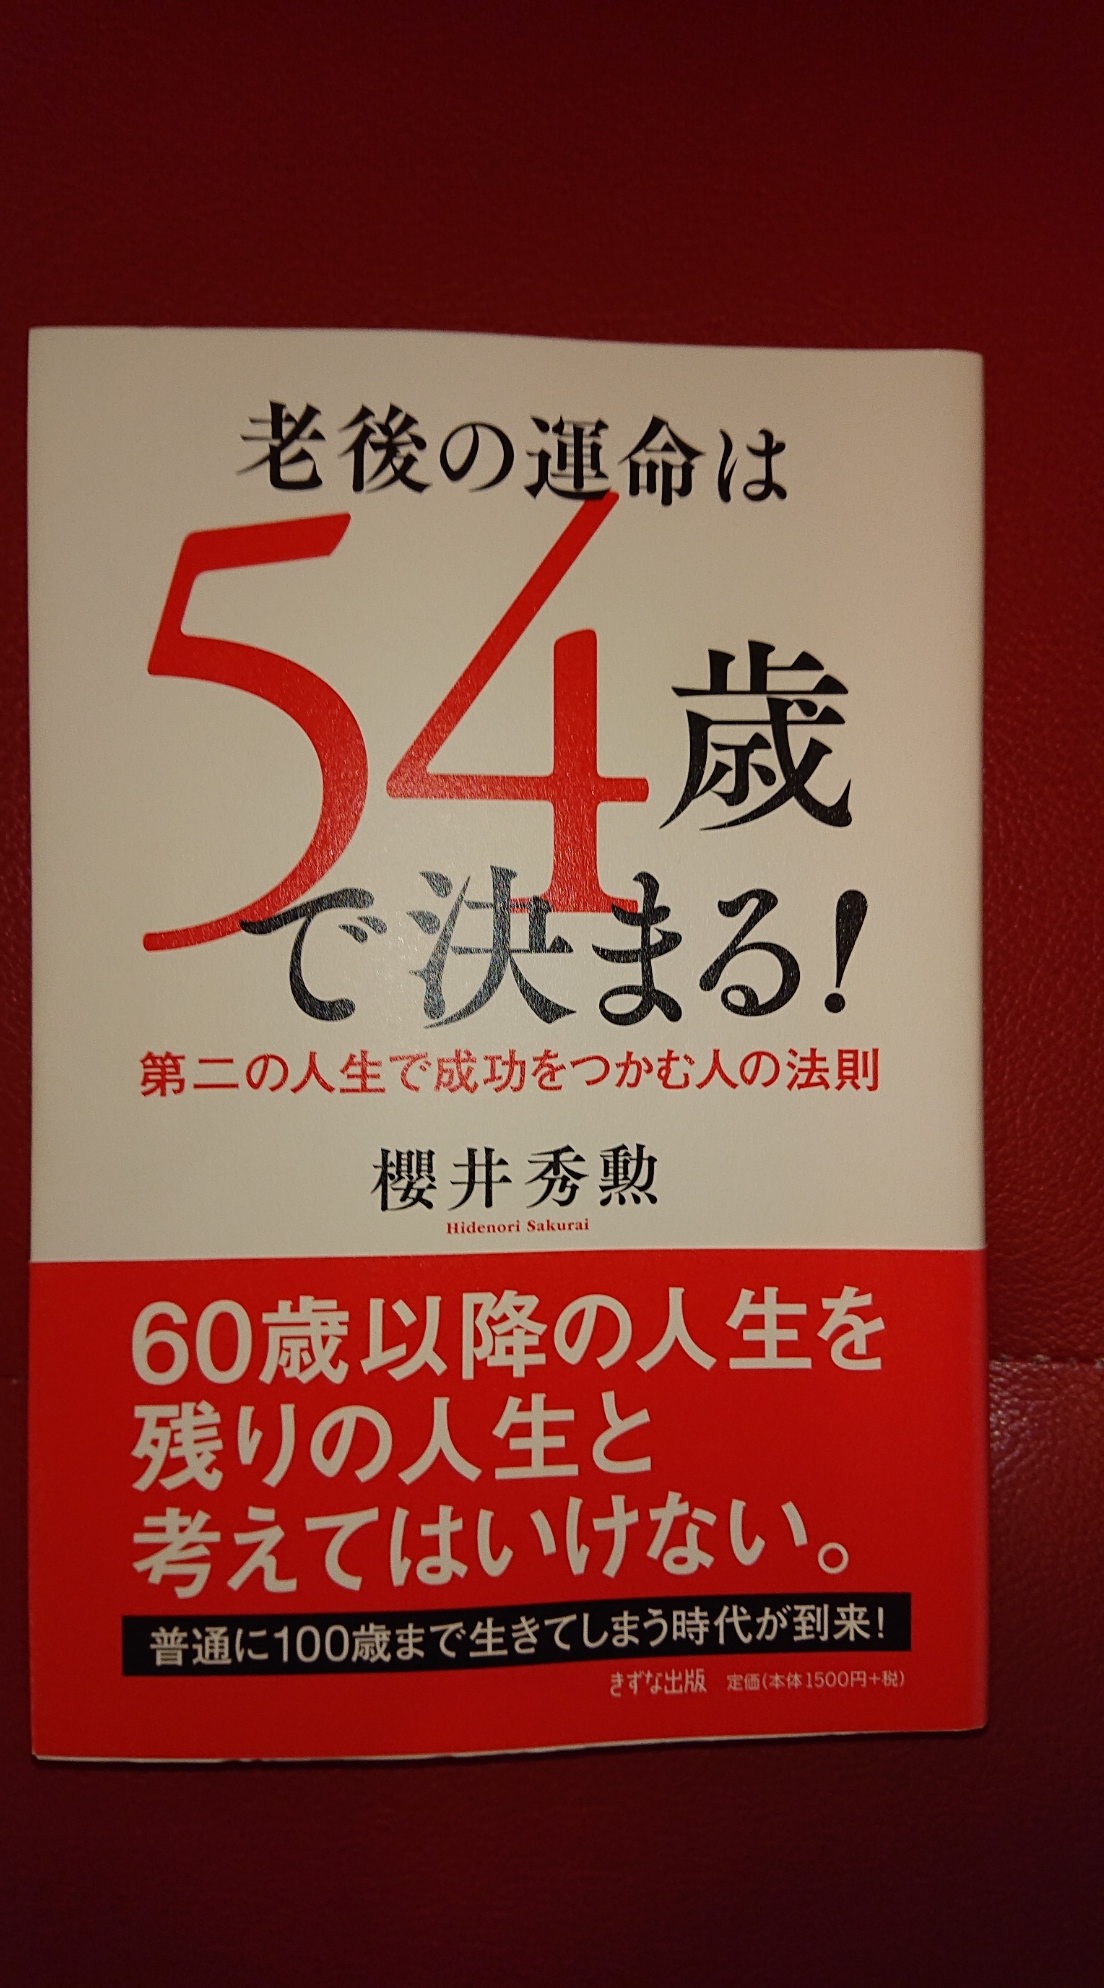 老後の運命は
54歳
で決まる!
第二の人生で成功をつかむ人の法則
櫻井秀勲
Hidenori Sakurai
60歳以降の人生を
残りの人生と
考えてはいけない。
普通に100歳まで生きてしまう時代が到来!
きずな出版 定価(本体1500円+税)